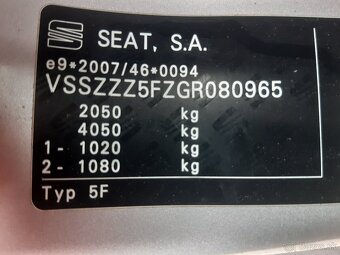 SEAT, S.A.
e9*2007/46*0094
VSSZZZ5FZGR080965
2050 kg
4050 kg
1- 1020 kg
2- 1080 kg
Typ 5F